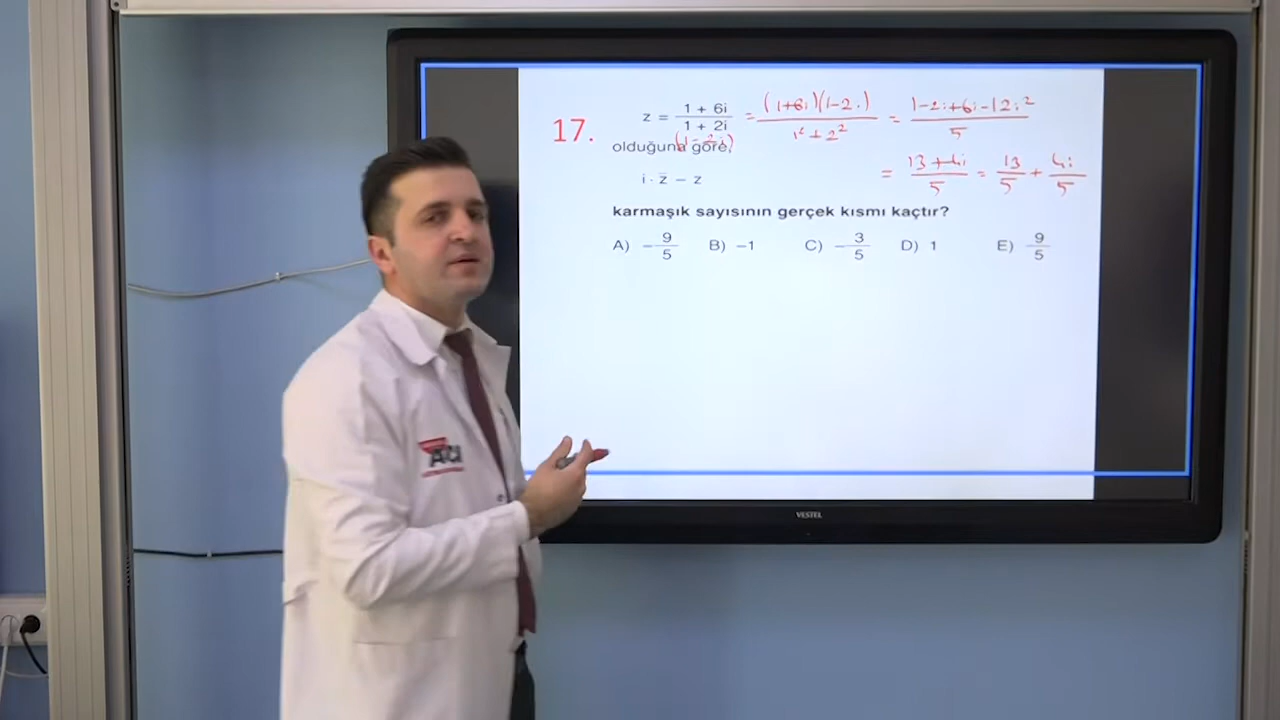 17.
z = (1 + 6i)/(1 + 2i) = ((1+6i)(1-2i))/(1²+2²) = (1-2i+6i-12i²)/5
(1-2i)
olduğuna göre,
= (13+4i)/5 = 13/5 + 4i/5
i · z̄ − z
karmaşık sayısının gerçek kısmı kaçtır?
A) −9/5 B) −1 C) −3/5 D) 1 E) 9/5
AÇI
VESTEL